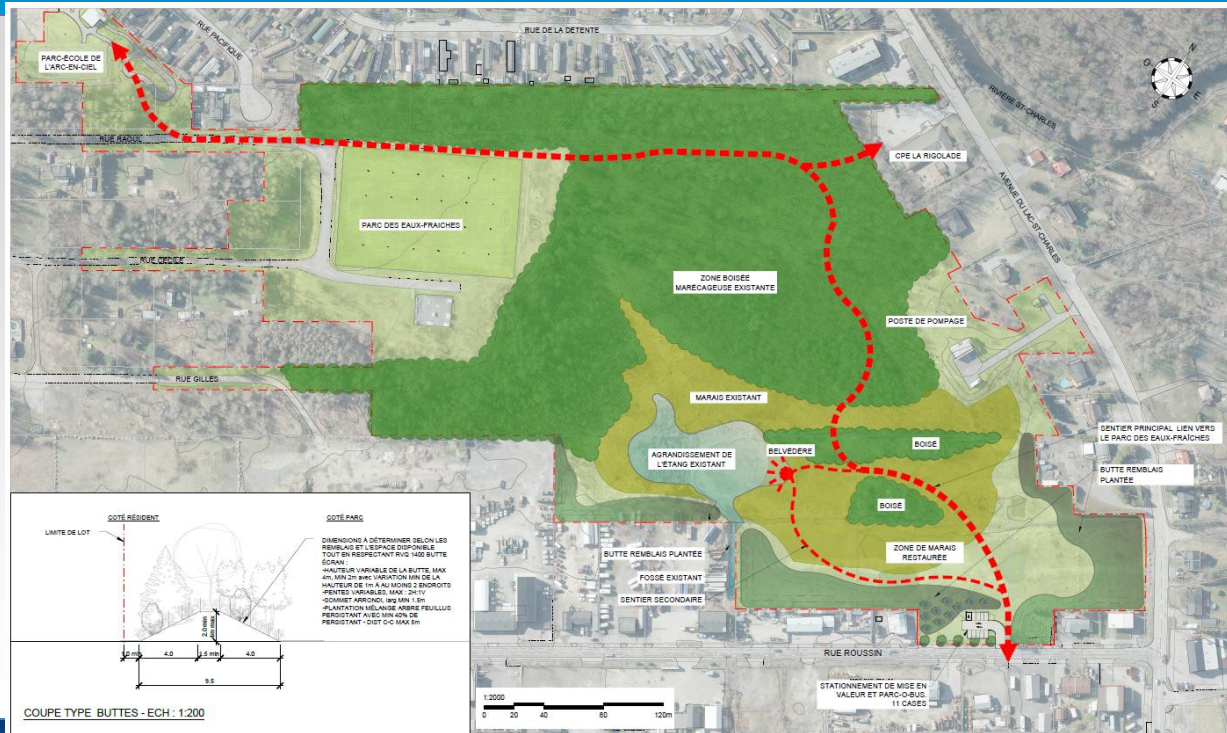 RUE PACIFIQUE
RUE DE LA DÉTENTE
PARC-ÉCOLE DE
L'ARC-EN-CIEL
N
O
E
S
RIVIÈRE ST-CHARLES
RUE RAOUL
CPE LA RIGOLADE
AVENUE DU LAC-ST-CHARLES
PARC DES EAUX-FRAICHES
RUE CÉCILE
ZONE BOISÉE
MARÉCAGEUSE EXISTANTE
POSTE DE POMPAGE
RUE GILLES
MARAIS EXISTANT
SENTIER PRINCIPAL LIEN VERS
LE PARC DES EAUX-FRAÎCHES
BOISÉ
BELVÉDÈRE
AGRANDISSEMENT DE
L'ÉTANG EXISTANT
BUTTE REMBLAIS
PLANTÉE
BOISÉ
ZONE DE MARAIS
RESTAURÉE
BUTTE REMBLAIS PLANTÉE
FOSSÉ EXISTANT
SENTIER SECONDAIRE
RUE ROUSSIN
STATIONNEMENT DE MISE EN
VALEUR ET PARC-O-BUS.
11 CASES
COTÉ RÉSIDENT
COTÉ PARC
LIMITE DE LOT
DIMENSIONS A DÉTERMINER SELON LES
REMBLAIS ET L'ESPACE DISPONIBLE
TOUT EN RESPECTANT RVQ 1400 BUTTE
ÉCRAN :
-HAUTEUR VARIABLE DE LA BUTTE, MAX
4m, MIN 2m avec VARIATION MIN DE LA
HAUTEUR DE 1m A AU MOINS 2 ENDROITS
-PENTES VARIABLES, MAX : 2H:1V
-SOMMET ARRONDI, larg MIN 1.5m
-PLANTATION MÉLANGE ARBRE FEUILLUS
PERSISTANT AVEC MIN 40% DE
PERSISTANT - DIST C-C MAX 5m
2.0 min
4m max
4.0
1.5 min
4.0
9.5
COUPE TYPE BUTTES - ECH : 1:200
1:2000
0 20 40 80 120m